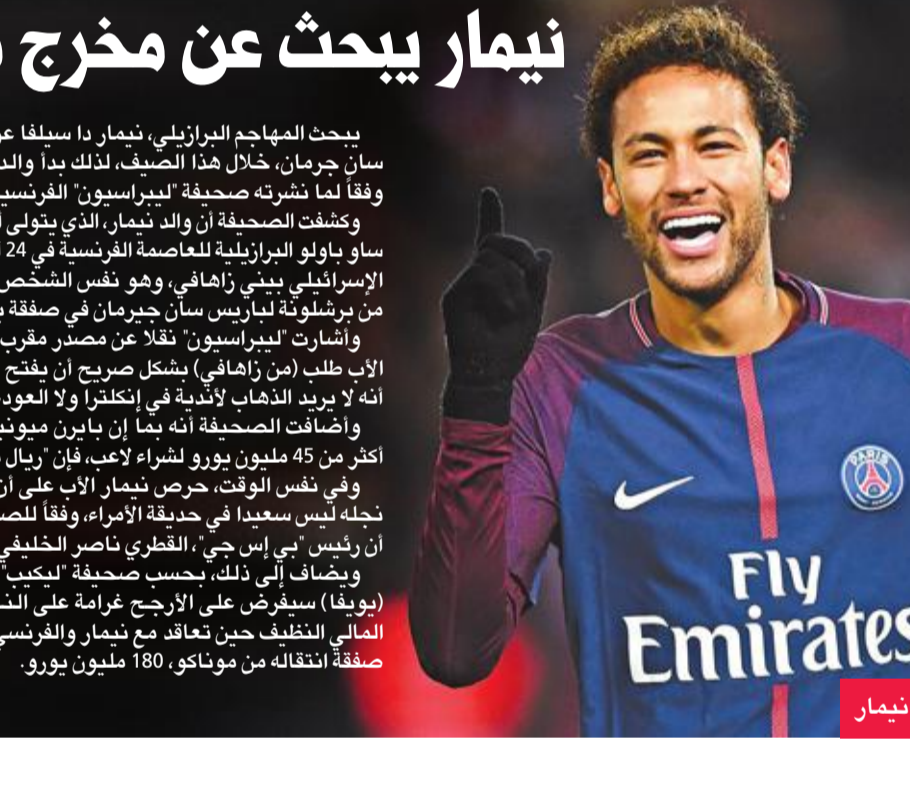 نيمار يبحث عن مخرج
يبحث المهاجم البرازيلي، نيمار دا سيلفا
سان جرمان، خلال هذا الصيف، لذلك بدأ
وفقاً لما نشرته صحيفة "ليبراسيون" الفرنسية
وكشفت الصحيفة أن والد نيمار، الذي يتولى
ساو باولو البرازيلية للعاصمة الفرنسية في 24
الإسرائيلي بيني زاهافي، وهو نفس الشخص
من برشلونة لباريس سان جيرمان في صفقة
وأشارت "ليبراسيون" نقلا عن مصدر مقرب
الأب طلب (من زاهافي) بشكل صريح أن يفتح
أنه لا يريد الذهاب لأندية في إنكلترا ولا
وأضافت الصحيفة أنه بما إن بايرن
أكثر من 45 مليون يورو لشراء لاعب، فإن "ريال
وفي نفس الوقت، حرص نيمار الأب على أن
نجله ليس سعيدا في حديقة الأمراء، وفقاً
أن رئيس "بي إس جي"، القطري ناصر الخليفي
ويضاف إلى ذلك، بحسب صحيفة "ليكيب"
(يويفا) سيفرض على الأرجح غرامة على
المالي النظيف حين تعاقد مع نيمار
صفقة انتقاله من موناكو، 180 مليون يورو.
PARIS
Fly
Emirates
نيمار